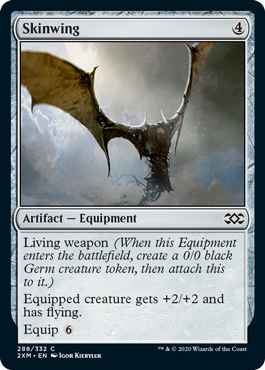 Skinwing 4
Artifact — Equipment
Living weapon (When this Equipment
enters the battlefield, create a 0/0 black
Germ creature token, then attach this
to it.)
Equipped creature gets +2/+2 and
has flying.
Equip 6
288/332 C
2XM • EN Igor Kieryluk
™ & © 2020 Wizards of the Coast